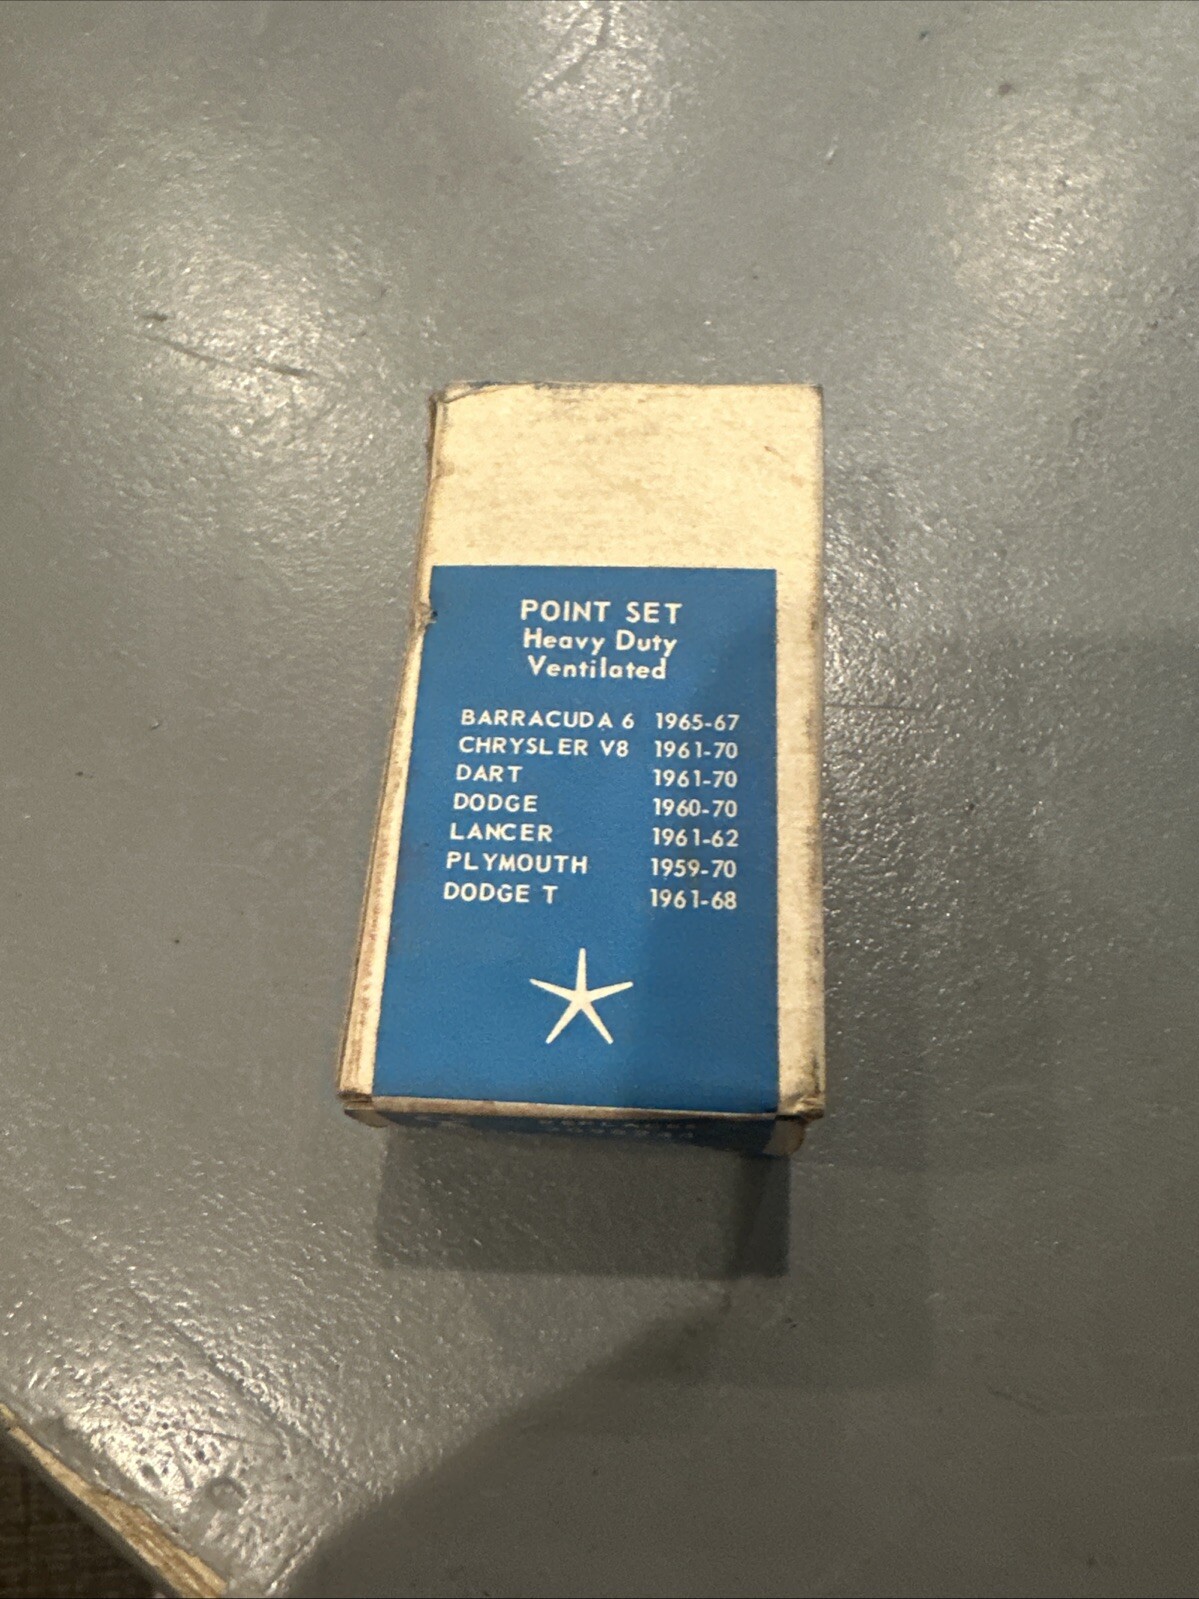 POINT SET
Heavy Duty
Ventilated
BARRACUDA 6 1965-67
CHRYSLER V8 1961-70
DART 1961-70
DODGE 1960-70
LANCER 1961-62
PLYMOUTH 1959-70
DODGE T 1961-68
REPLACES